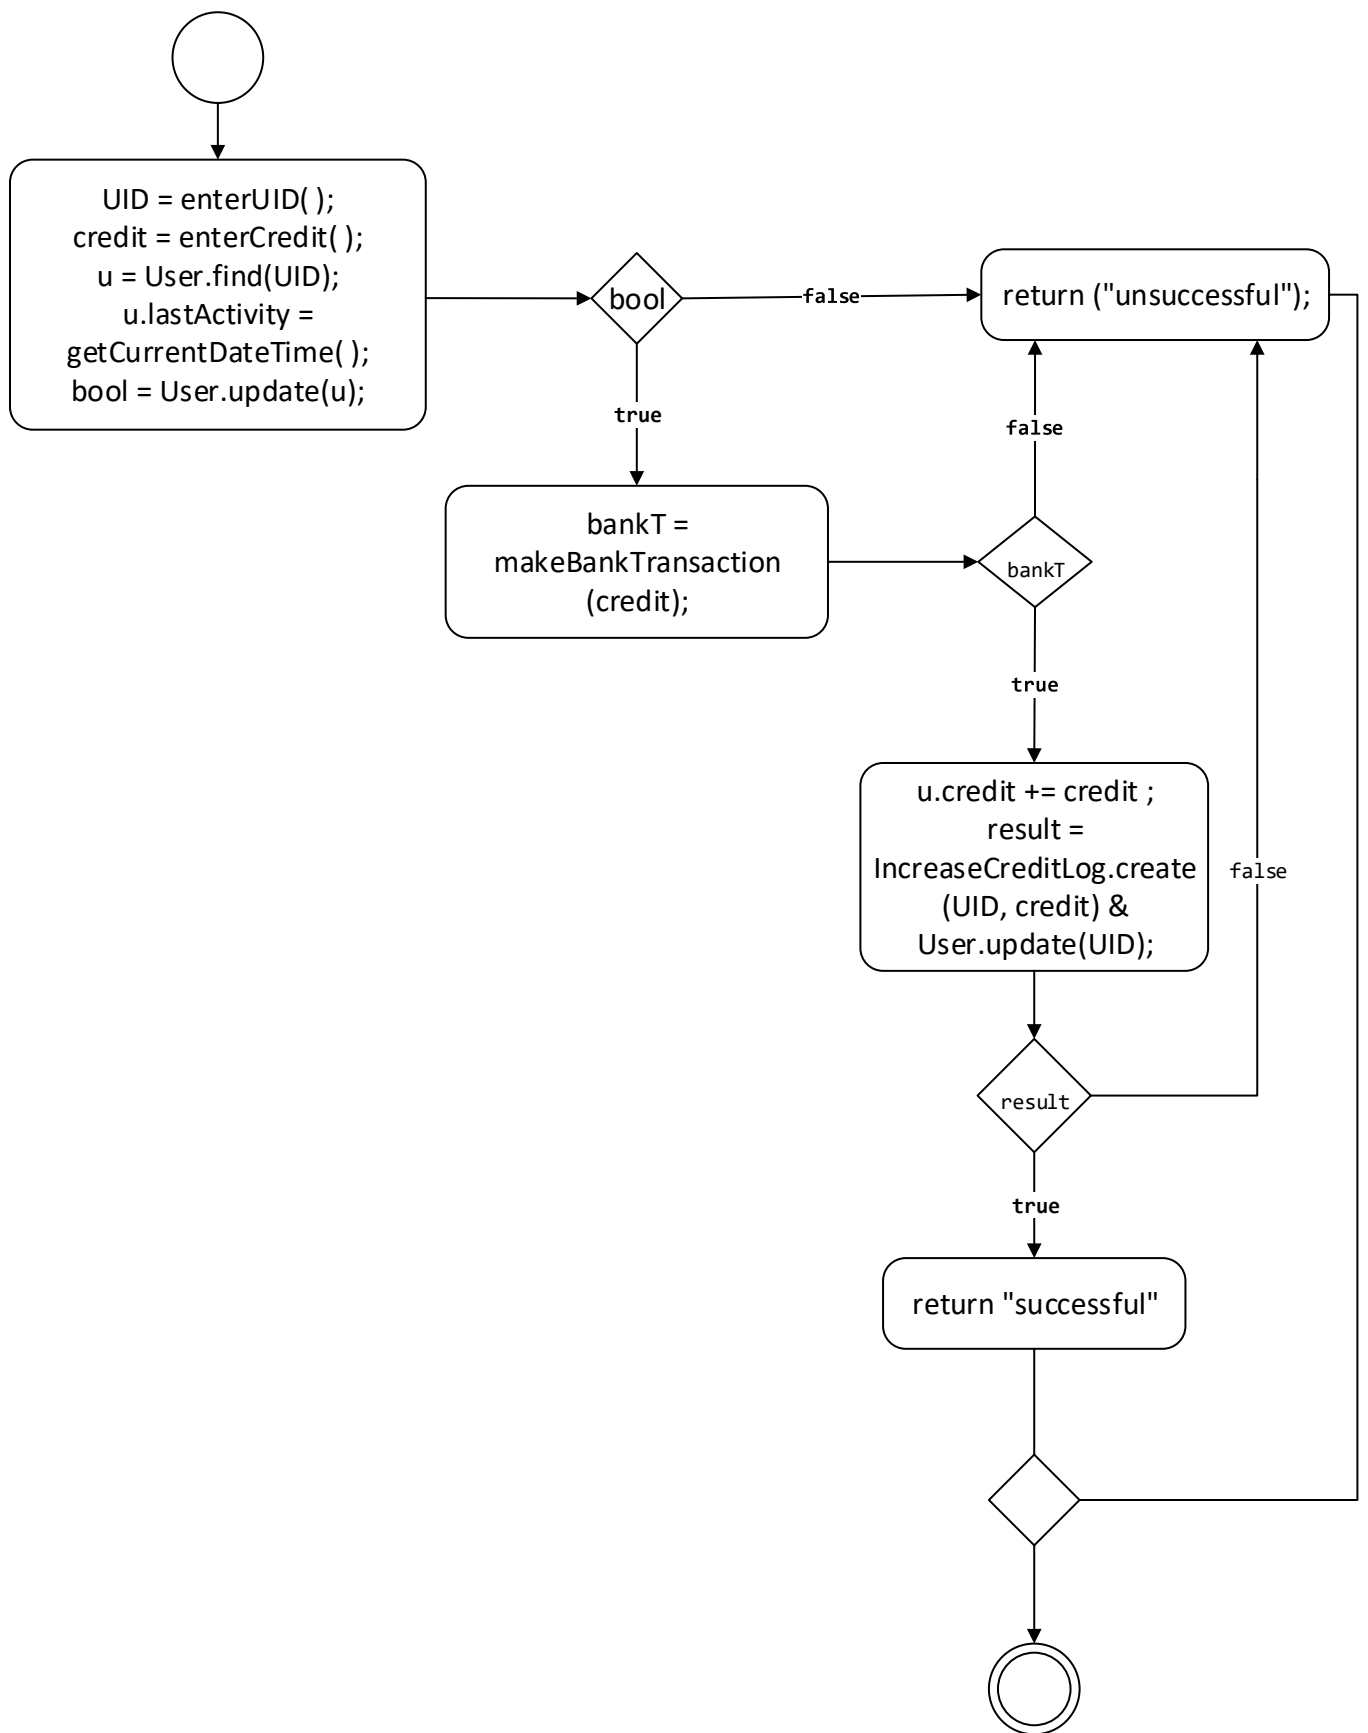 UID = enterUID( );
credit = enterCredit( );
u = User.find(UID);
u.lastActivity =
getCurrentDateTime( );
bool = User.update(u);
bool
false
return ("unsuccessful");
true
false
bankT =
makeBankTransaction
(credit);
bankT
true
u.credit += credit ;
result =
IncreaseCreditLog.create
(UID, credit) &
User.update(UID);
false
result
true
return "successful"